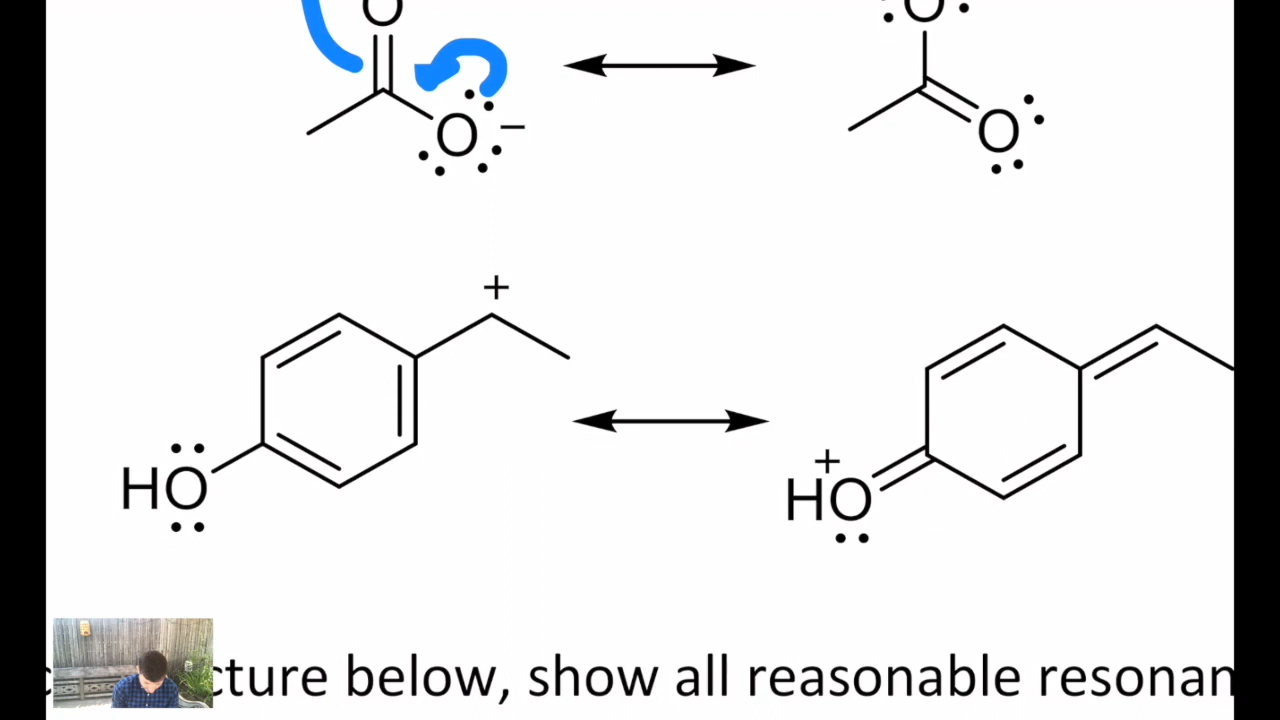 O
O
O −
O
+
+
HO
HO
cture below, show all reasonable resonan